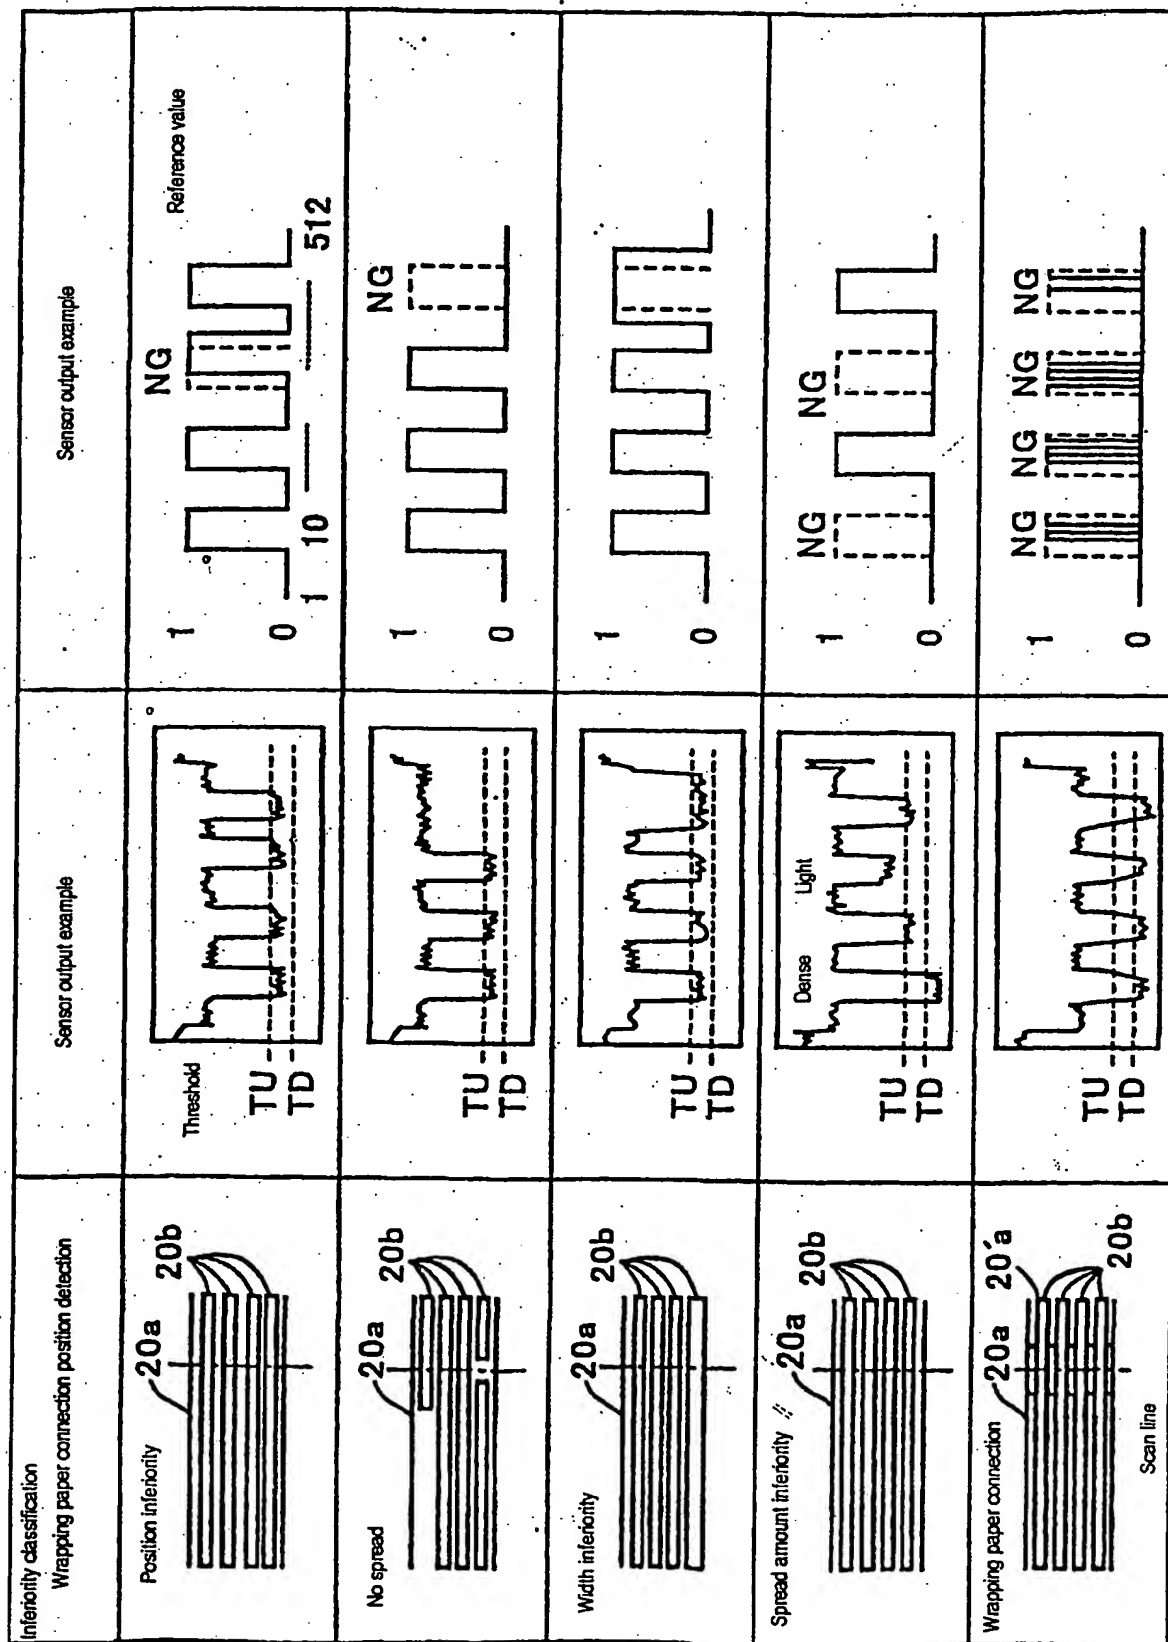 Inferiority classification
Wrapping paper connection position detection
Sensor output example
Sensor output example
Position inferiority
20a
20b
Threshold
TU
TD
1
0
NG
Reference value
1
10
512
No spread
20a
20b
TU
TD
1
0
NG
Width inferiority
20a
20b
TU
TD
1
0
Spread amount inferiority
20a
20b
TU
TD
Dense
Light
1
0
NG
NG
Wrapping paper connection
20a
20'a
20b
Scan line
TU
TD
1
0
NG
NG
NG
NG